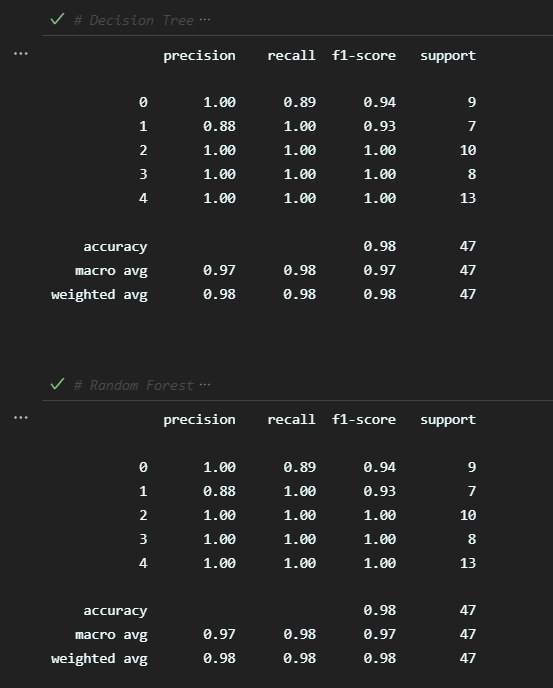 # Decision Tree ...
precision recall f1-score support
0 1.00 0.89 0.94 9
1 0.88 1.00 0.93 7
2 1.00 1.00 1.00 10
3 1.00 1.00 1.00 8
4 1.00 1.00 1.00 13
accuracy 0.98 47
macro avg 0.97 0.98 0.97 47
weighted avg 0.98 0.98 0.98 47
# Random Forest ...
precision recall f1-score support
0 1.00 0.89 0.94 9
1 0.88 1.00 0.93 7
2 1.00 1.00 1.00 10
3 1.00 1.00 1.00 8
4 1.00 1.00 1.00 13
accuracy 0.98 47
macro avg 0.97 0.98 0.97 47
weighted avg 0.98 0.98 0.98 47